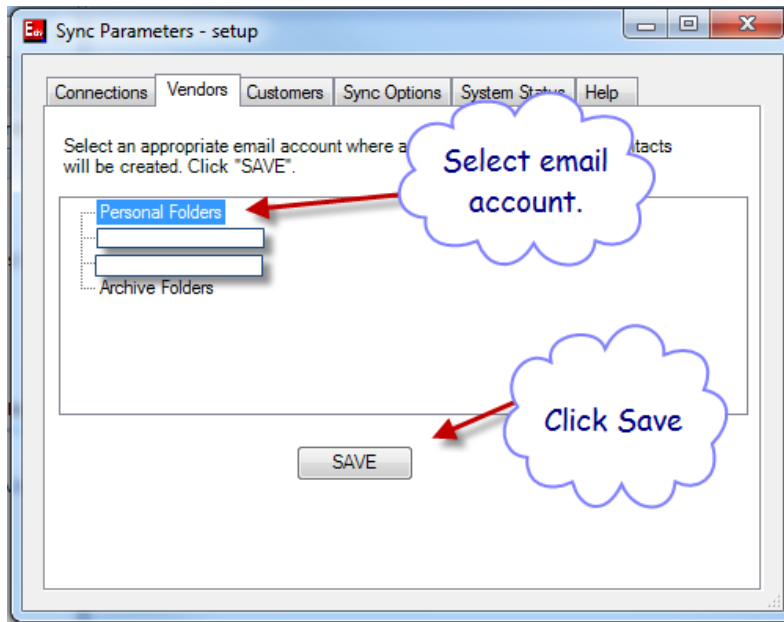 Sync Parameters - setup
Connections Vendors Customers Sync Options System Status Help
Select an appropriate email account where a
will be created. Click "SAVE".
Select email
account.
Personal Folders
Archive Folders
Click Save
SAVE